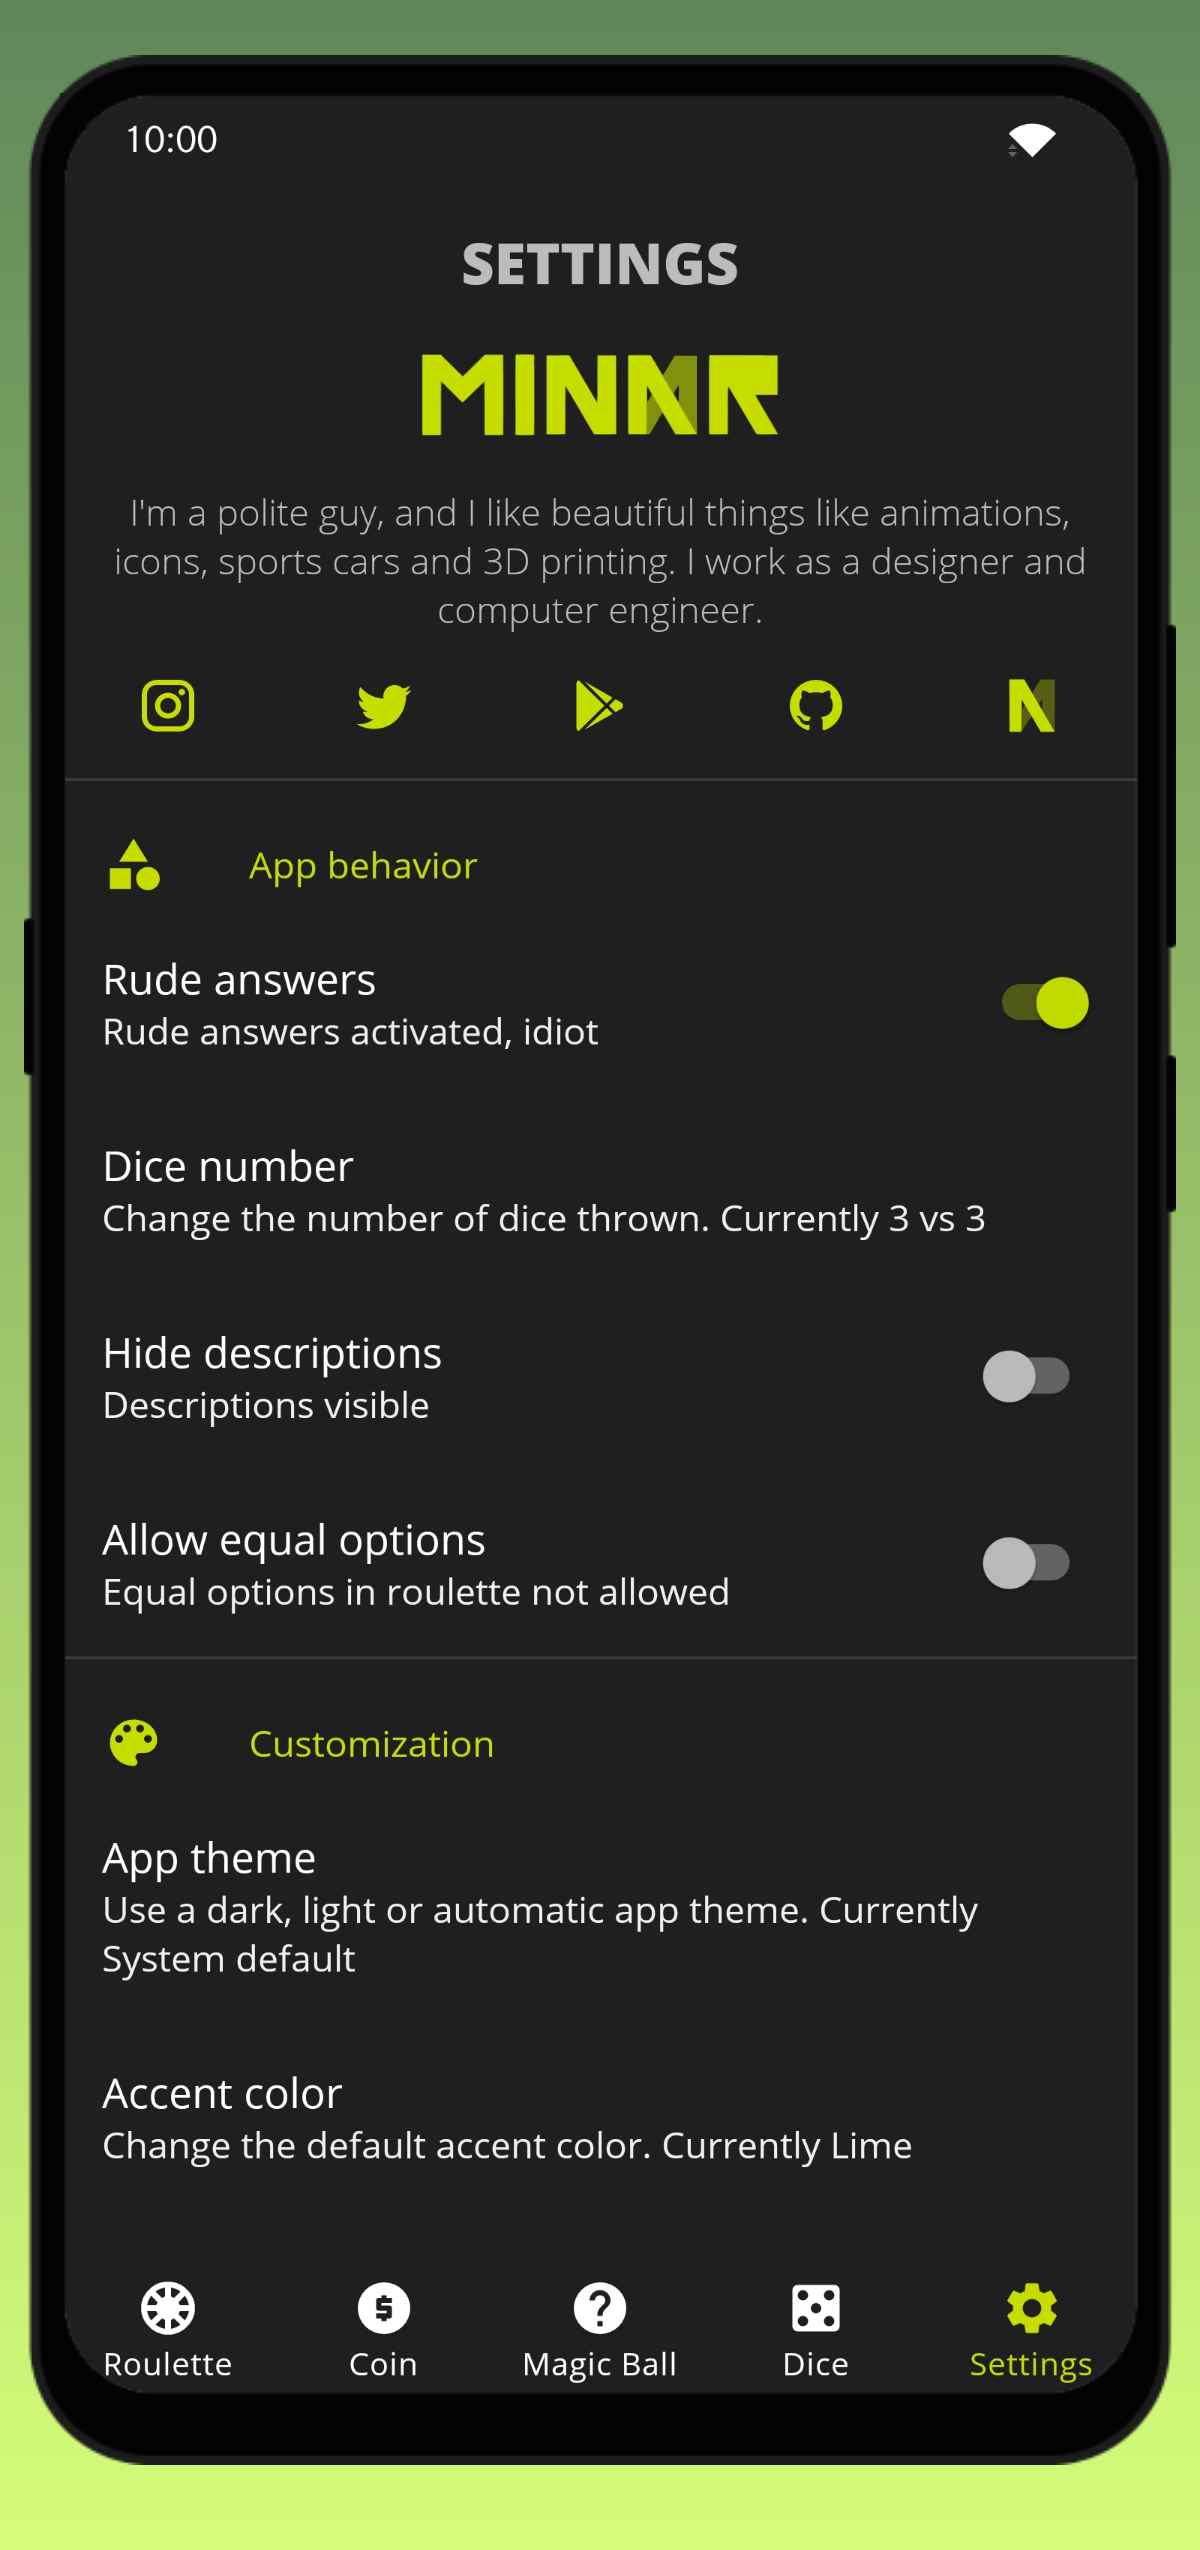 10:00
SETTINGS
MINAR
I'm a polite guy, and I like beautiful things like animations,
icons, sports cars and 3D printing. I work as a designer and
computer engineer.
App behavior
Rude answers
Rude answers activated, idiot
Dice number
Change the number of dice thrown. Currently 3 vs 3
Hide descriptions
Descriptions visible
Allow equal options
Equal options in roulette not allowed
Customization
App theme
Use a dark, light or automatic app theme. Currently
System default
Accent color
Change the default accent color. Currently Lime
Roulette
Coin
Magic Ball
Dice
Settings